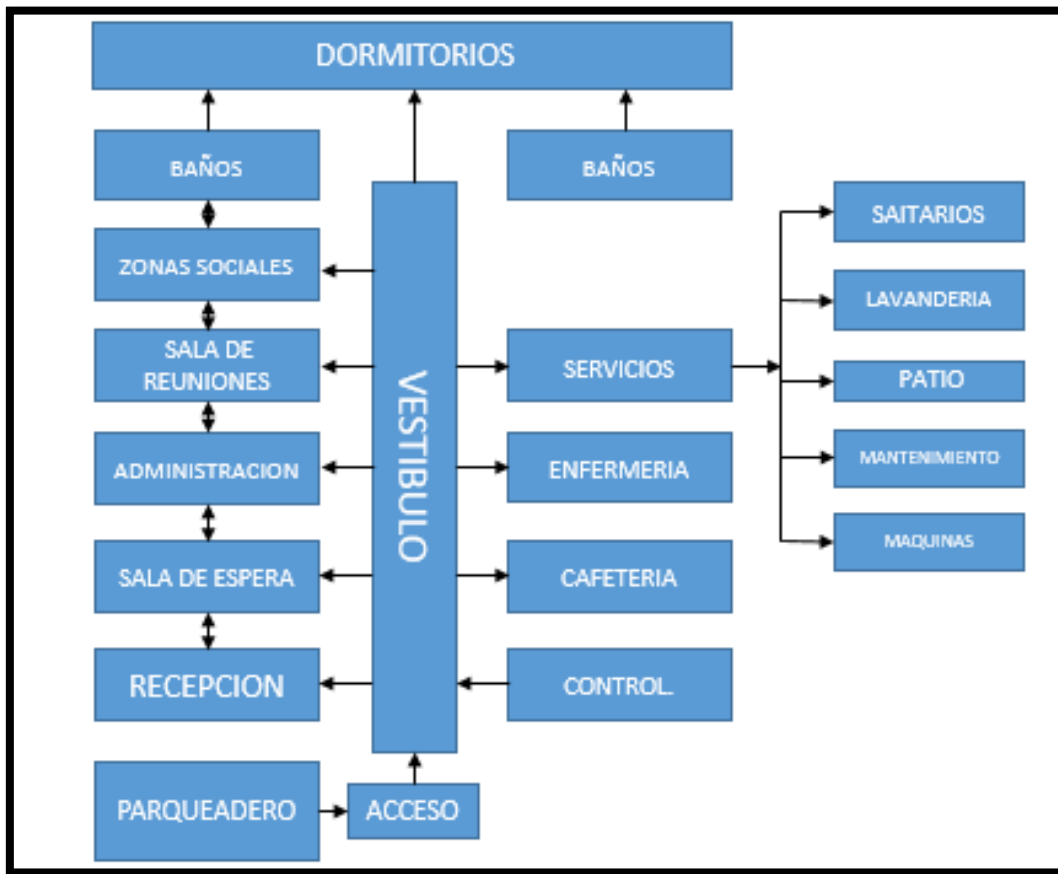 DORMITORIOS
BAÑOS
BAÑOS
ZONAS SOCIALES
SALA DE
REUNIONES
ADMINISTRACION
SALA DE ESPERA
RECEPCION
PARQUEADERO
ACCESO
VESTIBULO
SERVICIOS
ENFERMERIA
CAFETERIA
CONTROL.
SAITARIOS
LAVANDERIA
PATIO
MANTENIMIENTO
MAQUINAS